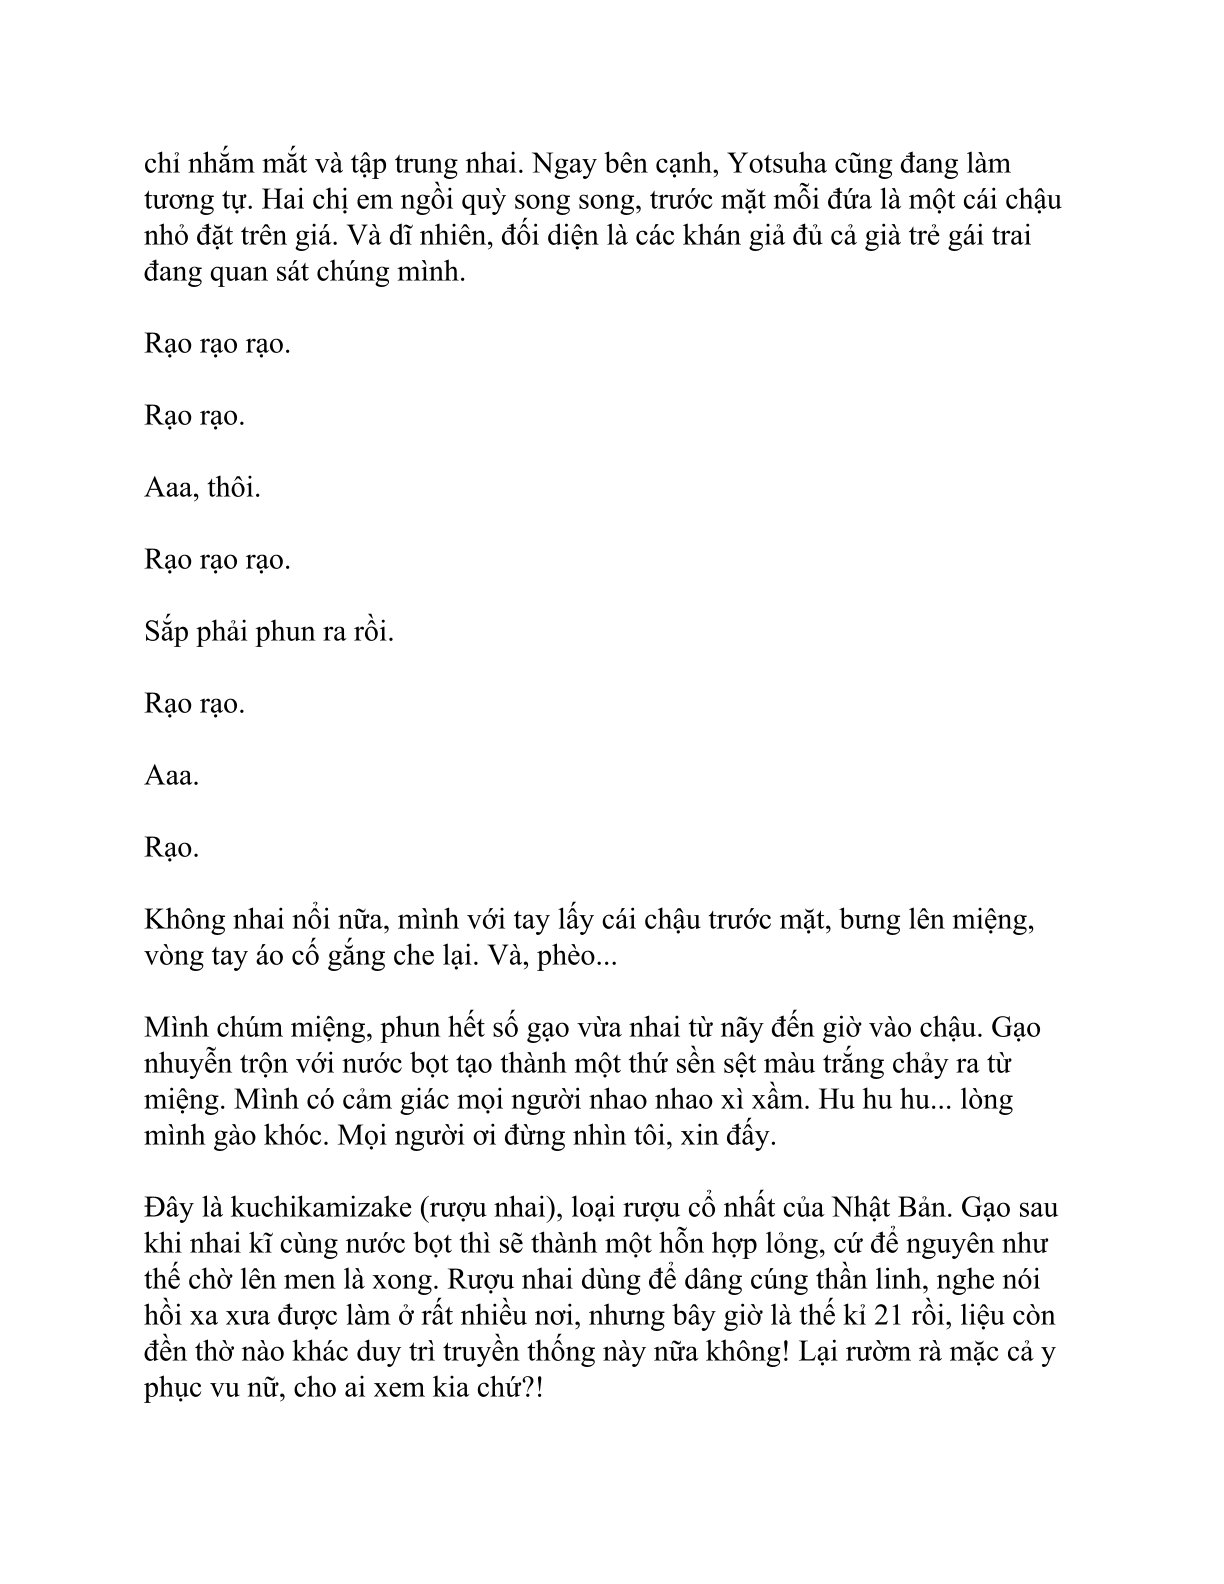 chỉ nhắm mắt và tập trung nhai. Ngay bên cạnh, Yotsuha cũng đang làm
tương tự. Hai chị em ngồi quỳ song song, trước mặt mỗi đứa là một cái chậu
nhỏ đặt trên giá. Và dĩ nhiên, đối diện là các khán giả đủ cả già trẻ gái trai
đang quan sát chúng mình.
Rạo rạo rạo.
Rạo rạo.
Aaa, thôi.
Rạo rạo rạo.
Sắp phải phun ra rồi.
Rạo rạo.
Aaa.
Rạo.
Không nhai nổi nữa, mình với tay lấy cái chậu trước mặt, bưng lên miệng,
vòng tay áo cố gắng che lại. Và, phèo...
Mình chúm miệng, phun hết số gạo vừa nhai từ nãy đến giờ vào chậu. Gạo
nhuyễn trộn với nước bọt tạo thành một thứ sền sệt màu trắng chảy ra từ
miệng. Mình có cảm giác mọi người nhao nhao xì xầm. Hu hu hu... lòng
mình gào khóc. Mọi người ơi đừng nhìn tôi, xin đấy.
Đây là kuchikamizake (rượu nhai), loại rượu cổ nhất của Nhật Bản. Gạo sau
khi nhai kĩ cùng nước bọt thì sẽ thành một hỗn hợp lỏng, cứ để nguyên như
thế chờ lên men là xong. Rượu nhai dùng để dâng cúng thần linh, nghe nói
hồi xa xưa được làm ở rất nhiều nơi, nhưng bây giờ là thế kỉ 21 rồi, liệu còn
đền thờ nào khác duy trì truyền thống này nữa không! Lại rườm rà mặc cả y
phục vu nữ, cho ai xem kia chứ?!